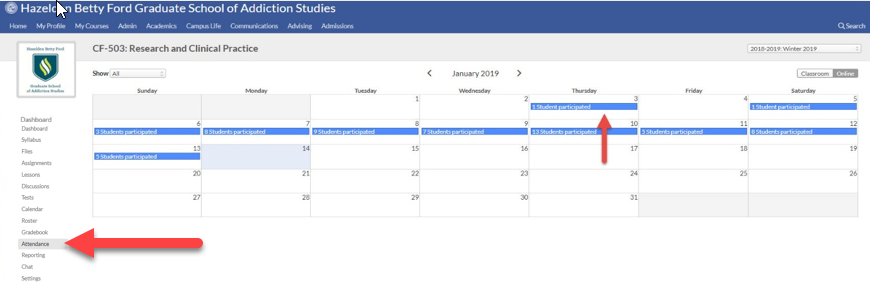 Hazelden Betty Ford Graduate School of Addiction Studies
Home My Profile My Courses Admin Academics Campus Life Communications Advising Admissions Search
Hazelden Betty Ford
Graduate School
of Addiction Studies
CF-503: Research and Clinical Practice 2018-2019: Winter 2019
Show All < January 2019 > Classroom Online
Sunday Monday Tuesday Wednesday Thursday Friday Saturday
1 2 3 4 5
1 Student participated 1 Student participated
6 7 8 9 10 11 12
3 Students participated 8 Students participated 9 Students participated 7 Students participated 13 Students participated 5 Students participated 8 Students participated
13 14 15 16 17 18 19
5 Students participated
20 21 22 23 24 25 26
27 28 29 30 31
Dashboard
Dashboard
Syllabus
Files
Assignments
Lessons
Discussions
Tests
Calendar
Roster
Gradebook
Attendance
Reporting
Chat
Settings